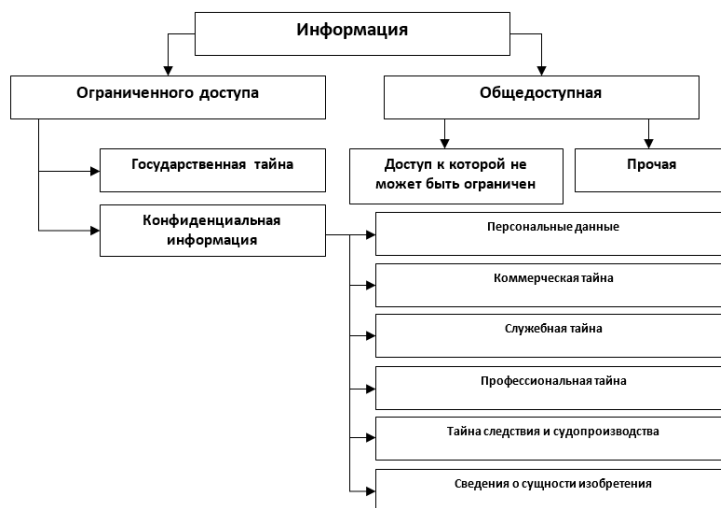 Информация
Ограниченного доступа
Общедоступная
Государственная тайна
Доступ к которой не
может быть ограничен
Прочая
Конфиденциальная
информация
Персональные данные
Коммерческая тайна
Служебная тайна
Профессиональная тайна
Тайна следствия и судопроизводства
Сведения о сущности изобретения